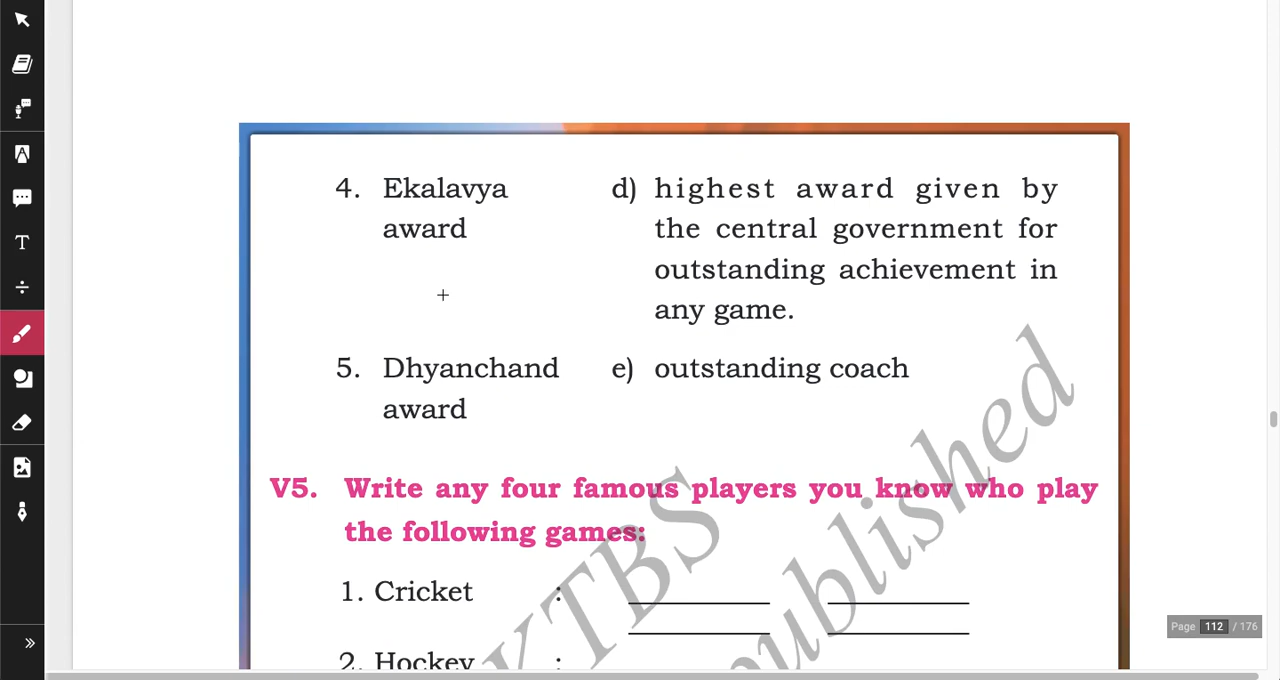 4. Ekalavya award
d) highest award given by
the central government for
outstanding achievement in
any game.
5. Dhyanchand award
e) outstanding coach
V5. Write any four famous players you know who play
the following games:
1. Cricket :
2. Hockey :
KTBS
published
Page 112 / 176